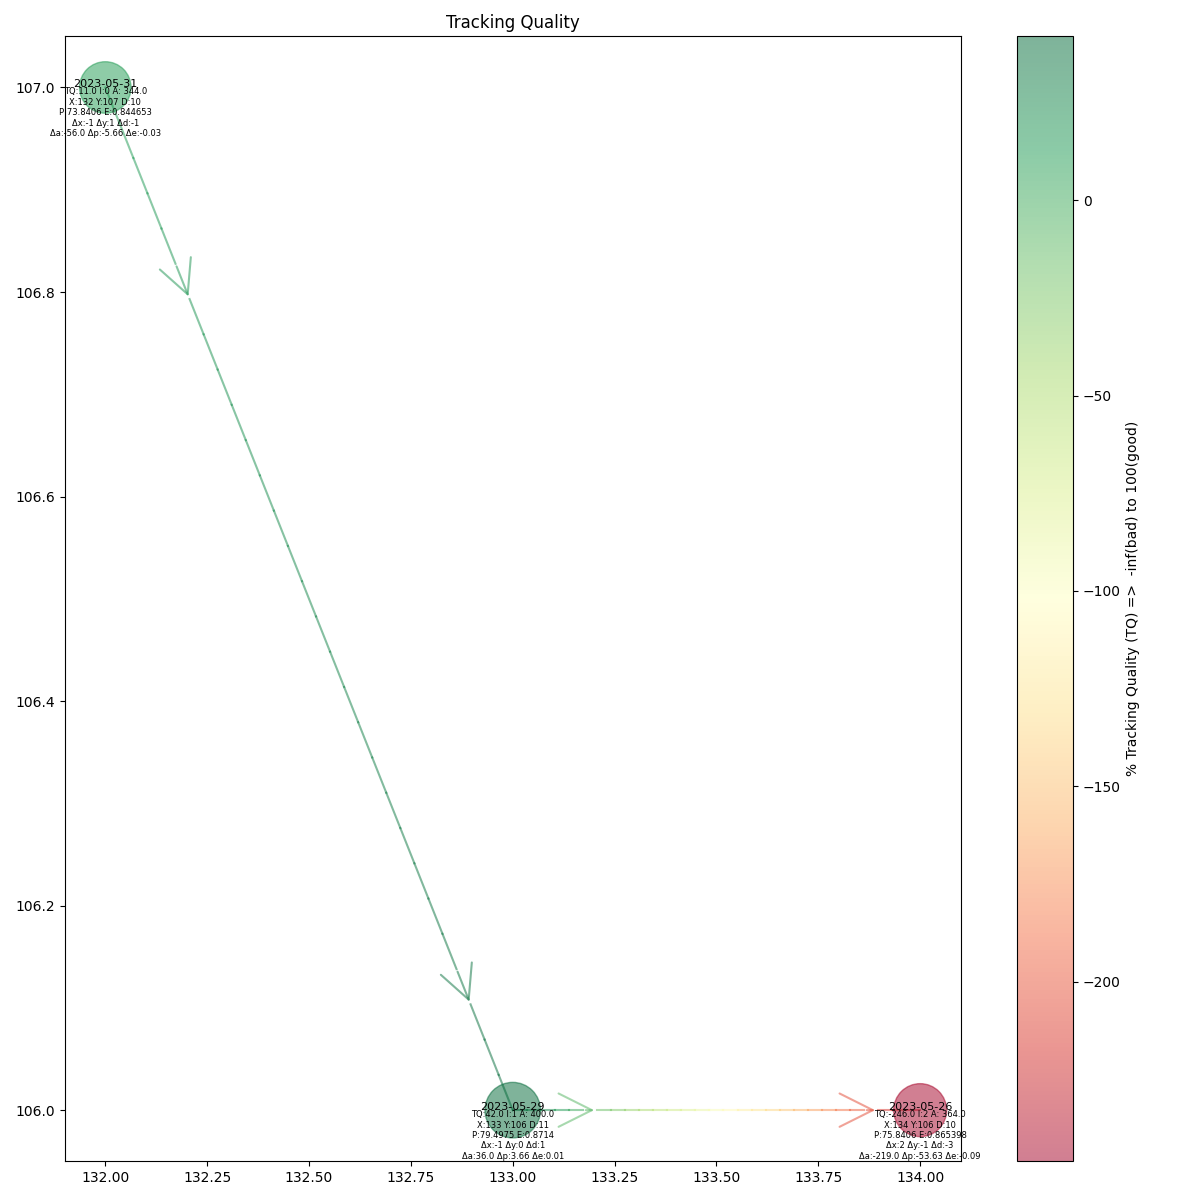 Tracking Quality
107.0
106.8
106.6
106.4
106.2
106.0
2023-05-31
TQ:11.0 I:0 A: 344.0
X:132 Y:107 D:10
P:73.8406 E:0.844653
Δx:-1 Δy:1 Δd:-1
Δa:-56.0 Δp:-5.66 Δe:-0.03
2023-05-29
TQ:42.0 I:1 A: 400.0
X:133 Y:106 D:11
P:79.4975 E:0.8714
Δx:-1 Δy:0 Δd:1
Δa:36.0 Δp:3.66 Δe:0.01
2023-05-26
TQ:-246.0 I:2 A: 364.0
X:134 Y:106 D:10
P:75.8406 E:0.865398
Δx:2 Δy:-1 Δd:-3
Δa:-219.0 Δp:-53.63 Δe:-0.09
132.00 132.25 132.50 132.75 133.00 133.25 133.50 133.75 134.00
0
−50
−100
−150
−200
% Tracking Quality (TQ) => -inf(bad) to 100(good)